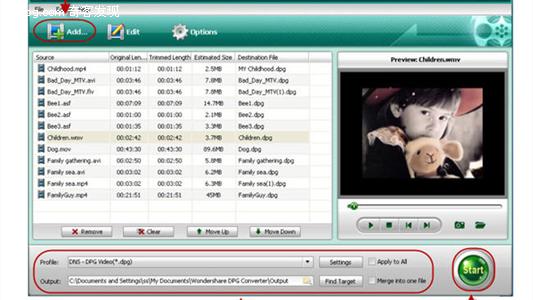 File
ng.com 奇客发现
Add... Edit Options
Source Original Len... Trimmed Length Estimated Size Destination File
Childhood.mp4 00:01:12 00:01:12 2.5MB MY Childhood.dpg
Bad_Day_MTV.avi 00:03:46 00:03:46 7.8MB Bad_Day_MTV.dpg
Bad_Day_MTV.flv 00:03:46 00:03:46 7.8MB Bad_Day_MTV(1).dpg
Bee1.asf 00:07:09 00:07:09 14.7MB Bee1.dpg
Bee2.asf 00:01:00 00:01:00 2.1MB Bee2.dpg
Bee3.asf 00:01:35 00:01:35 3.3MB Bee3.dpg
Children.wmv 00:02:42 00:02:42 3.7MB Children.dpg
Dog.mov 00:43:30 00:43:30 89.6MB Dog.dpg
Family gathering.avi 00:02:50 00:02:50 5.8MB Family gathering.dpg
Family sea.avi 00:03:02 00:03:02 6.2MB Family sea.dpg
Family sea.mp4 00:03:02 00:03:02 6.3MB Family sea(1).dpg
FamilyGuy.mp4 00:21:51 00:21:51 45MB FamilyGuy.dpg
Remove Clear Move Up Move Down
Preview: Children.wmv
Profile: DNS - DPG Video(*.dpg) Settings Apply to All
Output: C:\Documents and Settings\ss\My Documents\Wondershare DPG Converter\Output Find Target Merge into one file
Start